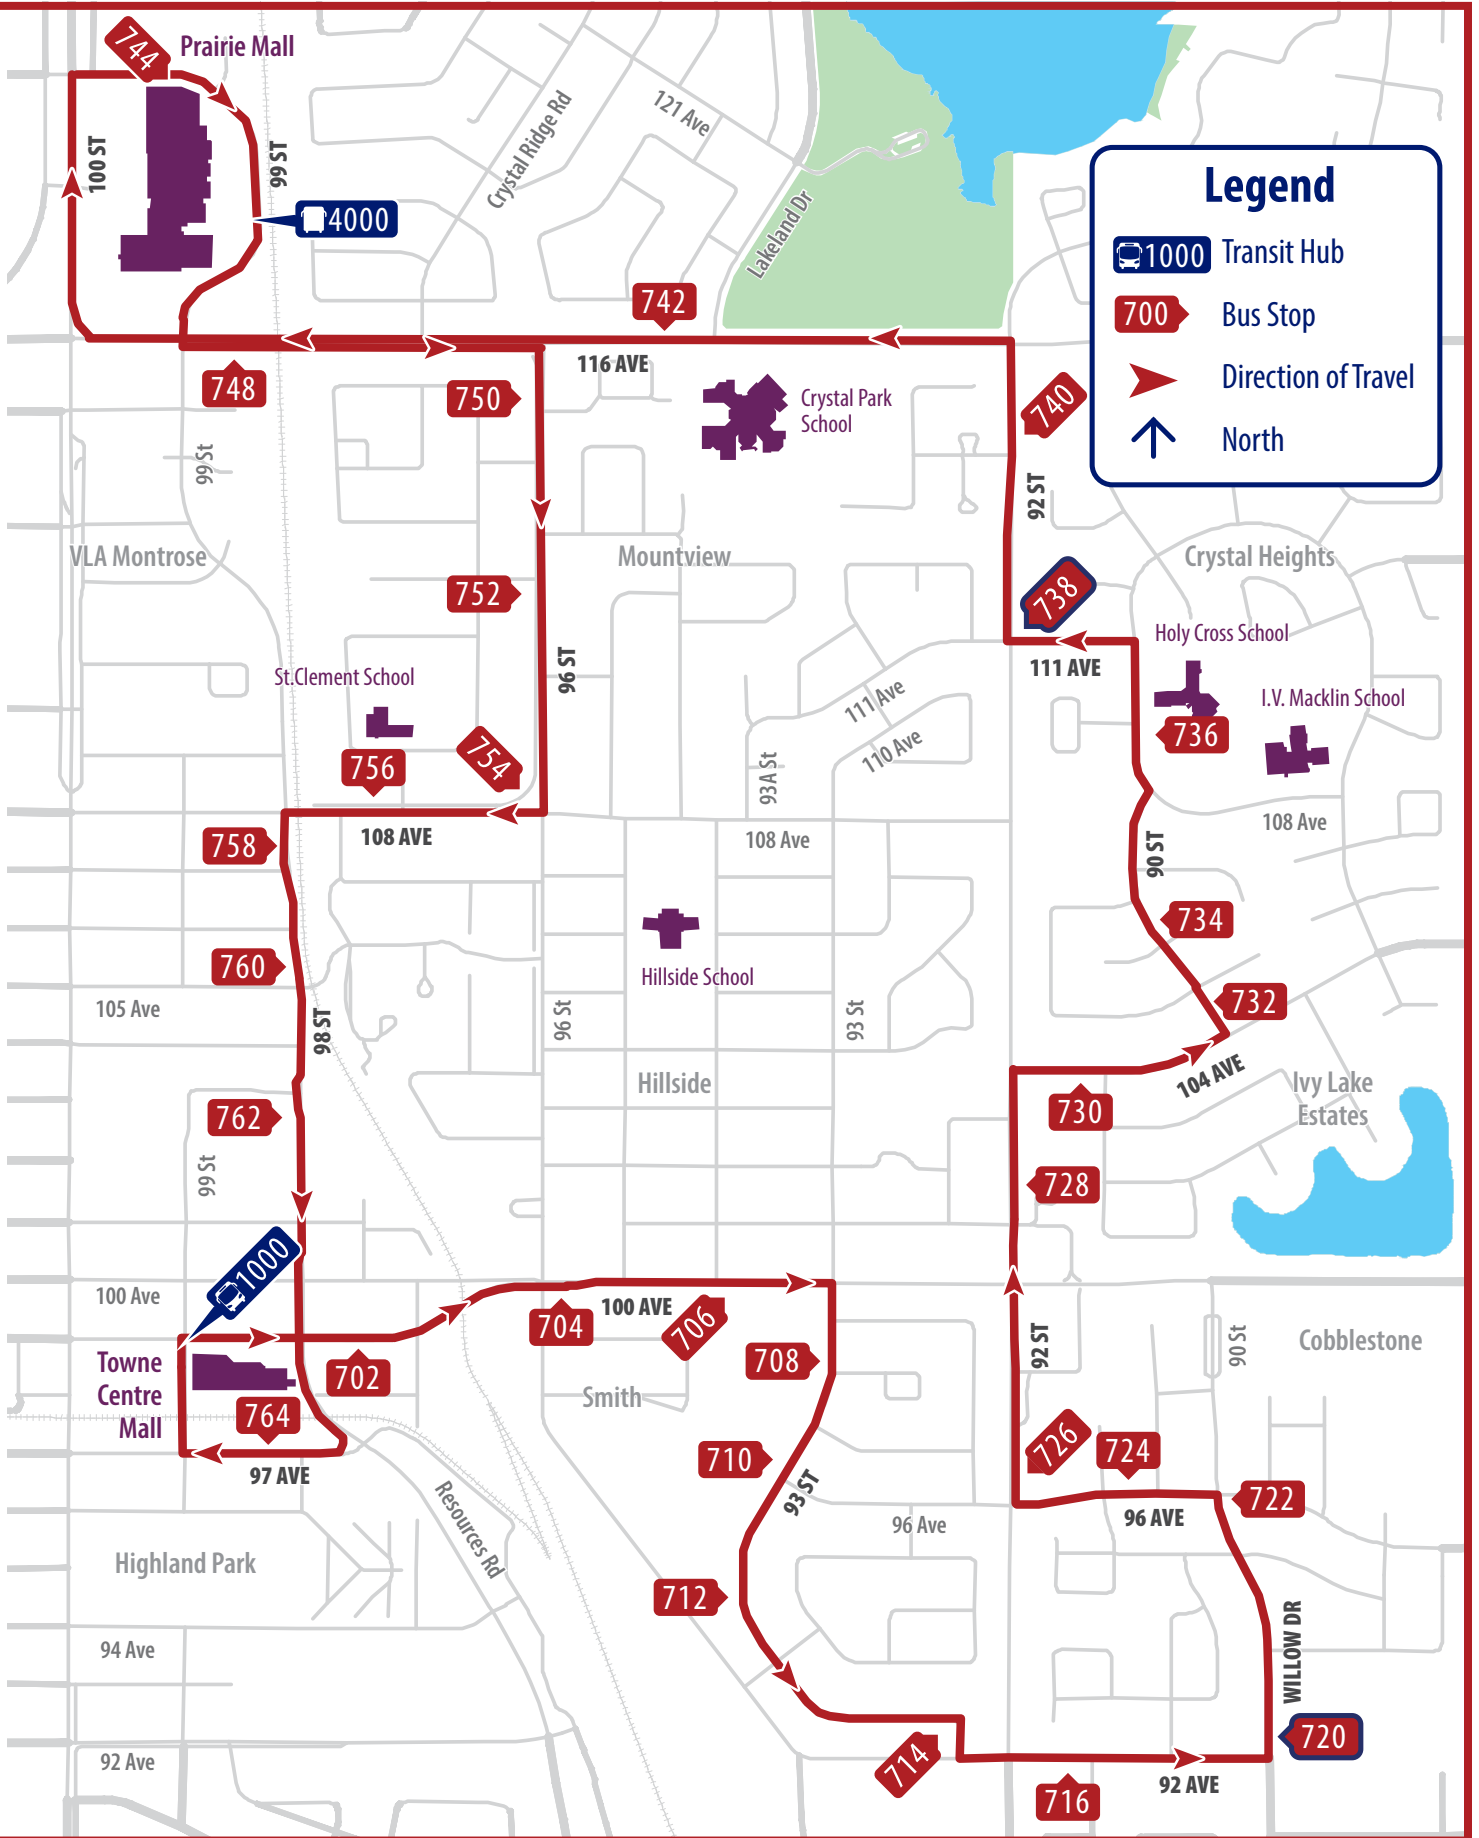 744
Prairie Mall
100 ST
99 ST
4000
Crystal Ridge Rd
121 Ave
Lakeland Dr
Legend
1000 Transit Hub
700 Bus Stop
Direction of Travel
North
742
116 AVE
748
750
Crystal Park
School
740
99 St
92 ST
VLA Montrose
Mountview
Crystal Heights
752
738
Holy Cross School
111 AVE
St.Clement School
96 ST
I.V. Macklin School
111 Ave
110 Ave
736
754
756
93A St
758
108 AVE
108 Ave
108 Ave
90 ST
734
760
Hillside School
732
105 Ave
98 ST
96 St
93 St
104 AVE
Hillside
Ivy Lake
Estates
762
730
99 St
728
1000
100 Ave
100 AVE
704
706
92 ST
90 St
Cobblestone
Towne
Centre
Mall
702
708
Smith
764
726
724
710
97 AVE
93 ST
722
Resources Rd
96 Ave
96 AVE
Highland Park
712
WILLOW DR
94 Ave
720
714
92 Ave
716
92 AVE